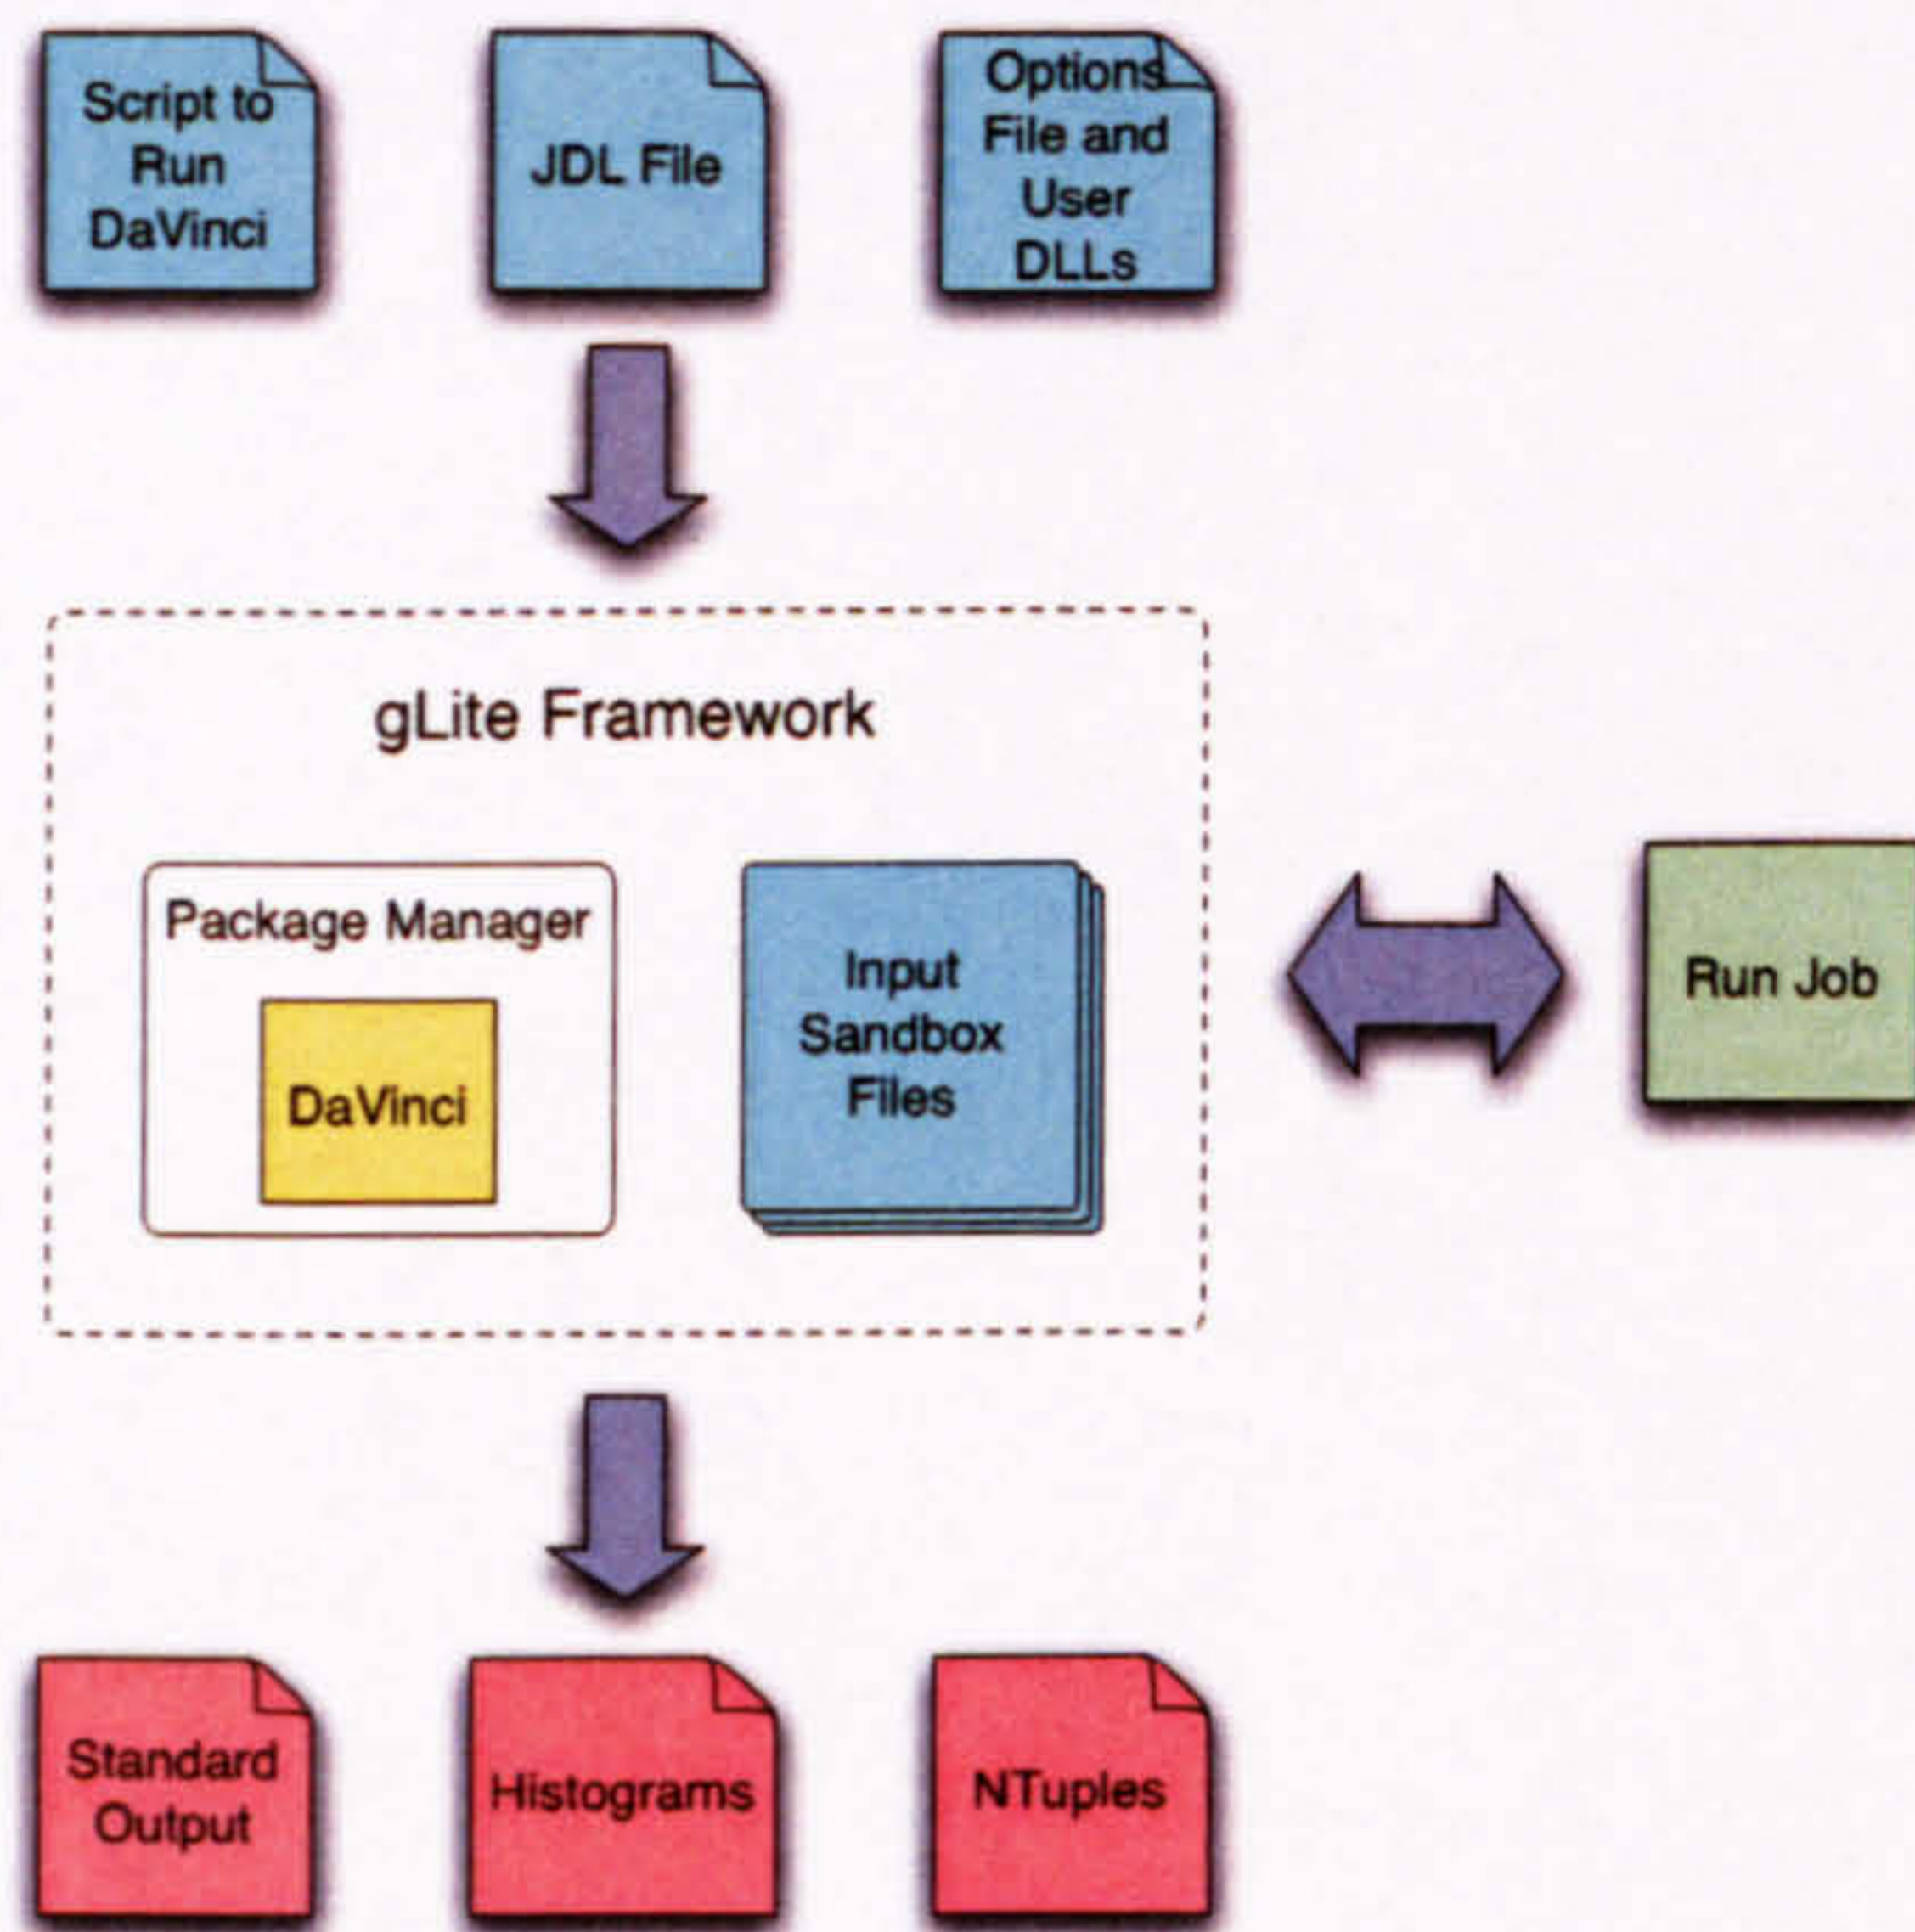 Script to
Run
DaVinci
JDL File
Options
File and
User
DLLs
gLite Framework
Package Manager
DaVinci
Input
Sandbox
Files
Run Job
Standard
Output
Histograms
NTuples